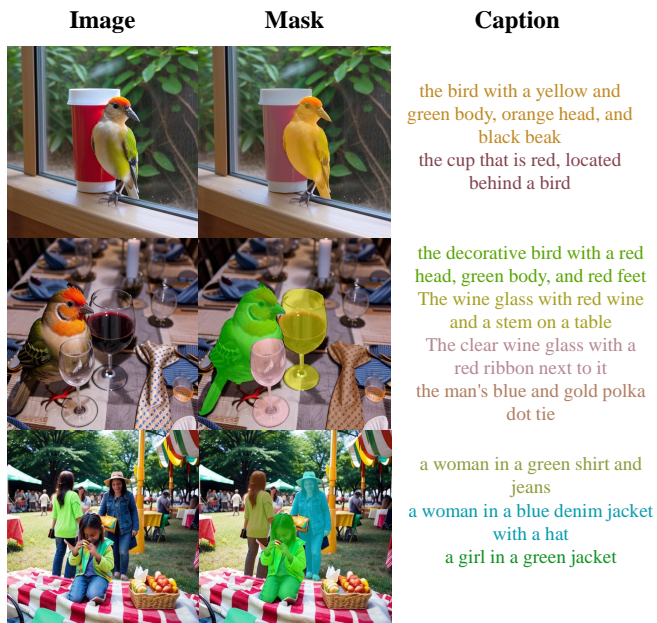 Image Mask Caption
the bird with a yellow and
green body, orange head, and
black beak
the cup that is red, located
behind a bird
the decorative bird with a red
head, green body, and red feet
The wine glass with red wine
and a stem on a table
The clear wine glass with a
red ribbon next to it
the man's blue and gold polka
dot tie
a woman in a green shirt and
jeans
a woman in a blue denim jacket
with a hat
a girl in a green jacket